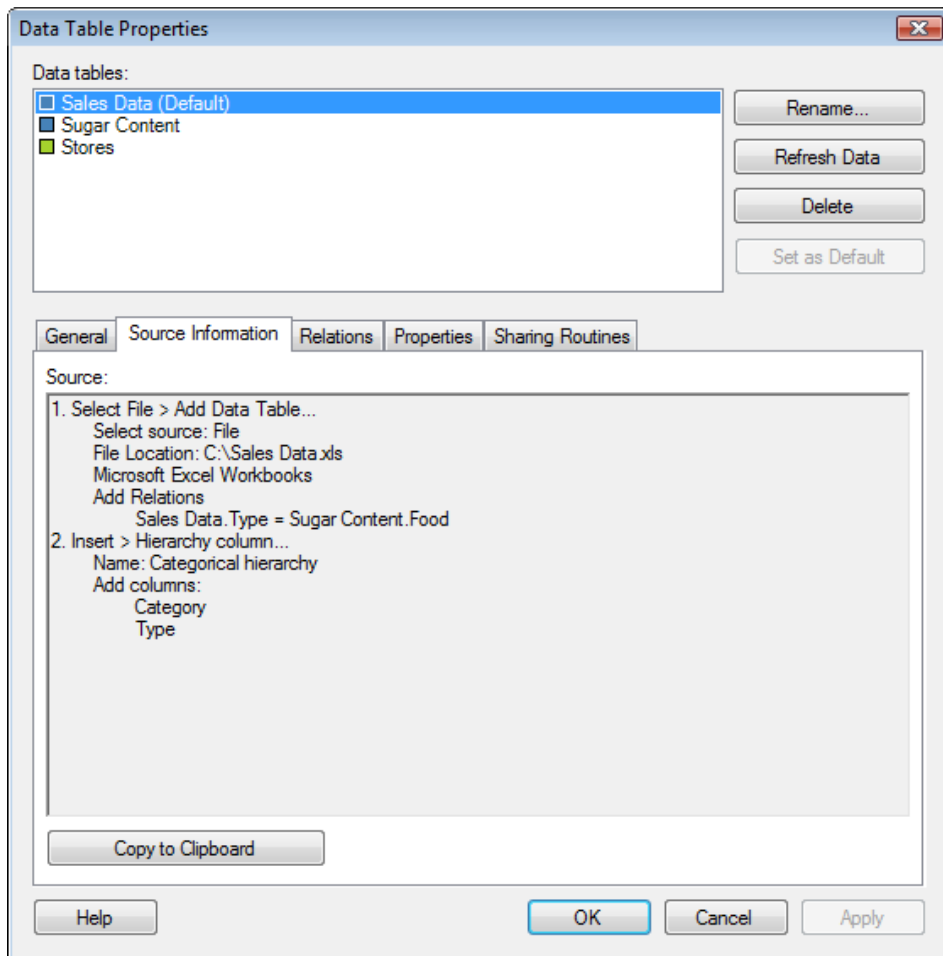 Data Table Properties
Data tables:
Sales Data (Default)
Sugar Content
Stores
Rename...
Refresh Data
Delete
Set as Default
General Source Information Relations Properties Sharing Routines
Source:
1. Select File > Add Data Table...
Select source: File
File Location: C:\Sales Data.xls
Microsoft Excel Workbooks
Add Relations
Sales Data.Type = Sugar Content.Food
2. Insert > Hierarchy column...
Name: Categorical hierarchy
Add columns:
Category
Type
Copy to Clipboard
Help OK Cancel Apply